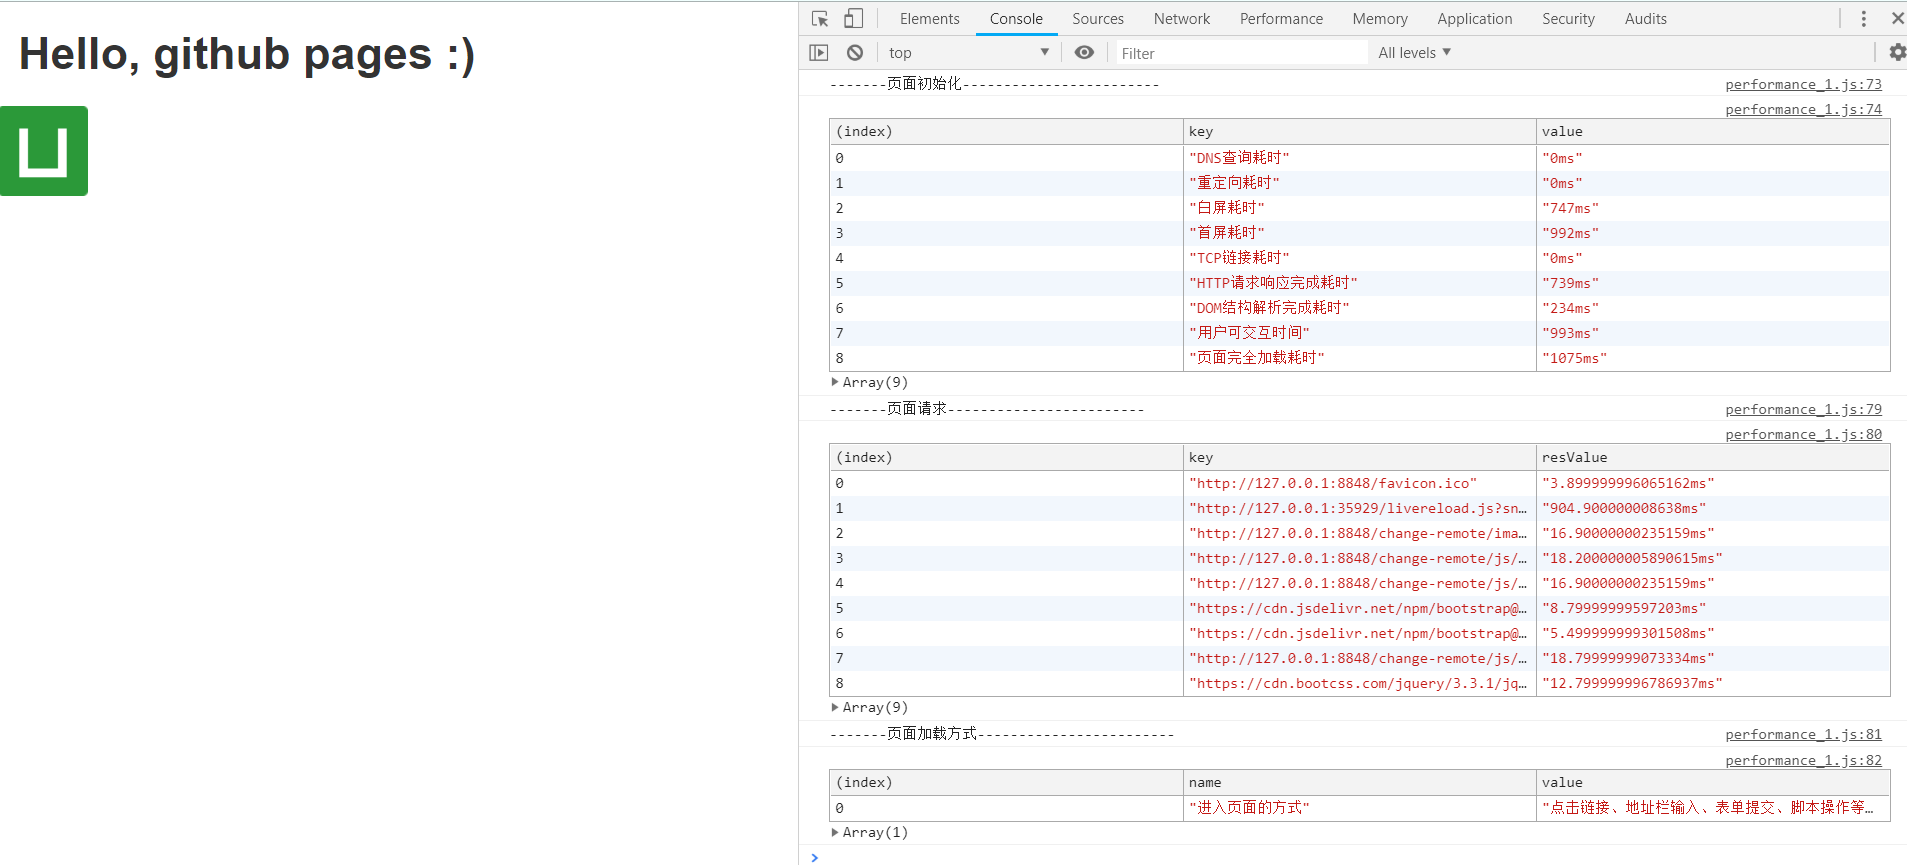 Hello, github pages :)
Elements Console Sources Network Performance Memory Application Security Audits
top Filter All levels
-------页面初始化------------------------ performance_1.js:73
performance_1.js:74
(index) key value
0 "DNS查询耗时" "0ms"
1 "重定向耗时" "0ms"
2 "白屏耗时" "747ms"
3 "首屏耗时" "992ms"
4 "TCP链接耗时" "0ms"
5 "HTTP请求响应完成耗时" "739ms"
6 "DOM结构解析完成耗时" "234ms"
7 "用户可交互时间" "993ms"
8 "页面完全加载耗时" "1075ms"
Array(9)
-------页面请求------------------------ performance_1.js:79
performance_1.js:80
(index) key resValue
0 "http://127.0.0.1:8848/favicon.ico" "3.899999996065162ms"
1 "http://127.0.0.1:35929/livereload.js?sn… "904.900000008638ms"
2 "http://127.0.0.1:8848/change-remote/ima… "16.90000000235159ms"
3 "http://127.0.0.1:8848/change-remote/js/… "18.200000005890615ms"
4 "http://127.0.0.1:8848/change-remote/js/… "16.90000000235159ms"
5 "https://cdn.jsdelivr.net/npm/bootstrap@… "8.79999999597203ms"
6 "https://cdn.jsdelivr.net/npm/bootstrap@… "5.499999999301508ms"
7 "http://127.0.0.1:8848/change-remote/js/… "18.79999999073334ms"
8 "https://cdn.bootcss.com/jquery/3.3.1/jq… "12.799999996786937ms"
Array(9)
-------页面加载方式------------------------ performance_1.js:81
performance_1.js:82
(index) name value
0 "进入页面的方式" "点击链接、地址栏输入、表单提交、脚本操作等…
Array(1)